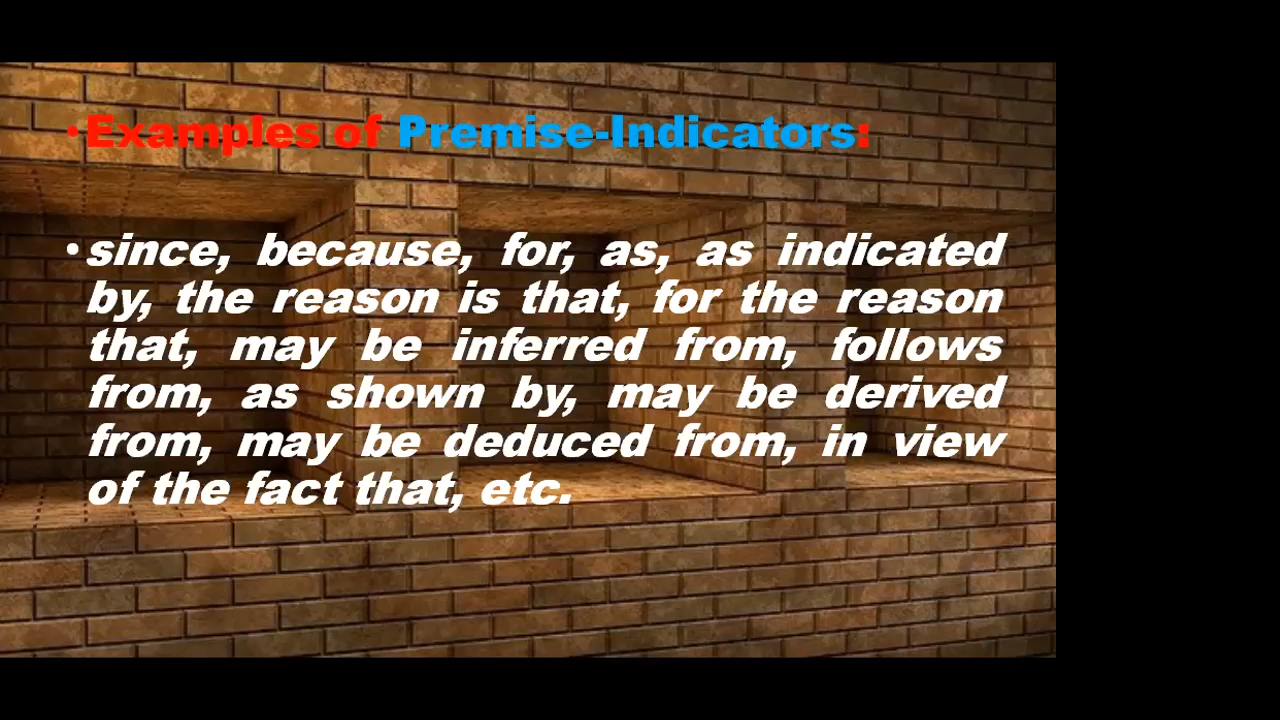 •Examples of Premise-Indicators:
•since, because, for, as, as indicated
by, the reason is that, for the reason
that, may be inferred from, follows
from, as shown by, may be derived
from, may be deduced from, in view
of the fact that, etc.